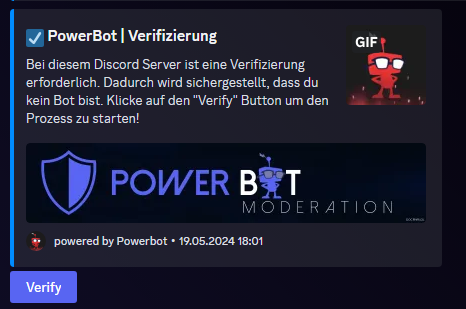 PowerBot | Verifizierung
GIF
Bei diesem Discord Server ist eine Verifizierung
erforderlich. Dadurch wird sichergestellt, dass du
kein Bot bist. Klicke auf den "Verify" Button um den
Prozess zu starten!
POWER BOT
MODERATION
powered by Powerbot • 19.05.2024 18:01
Verify